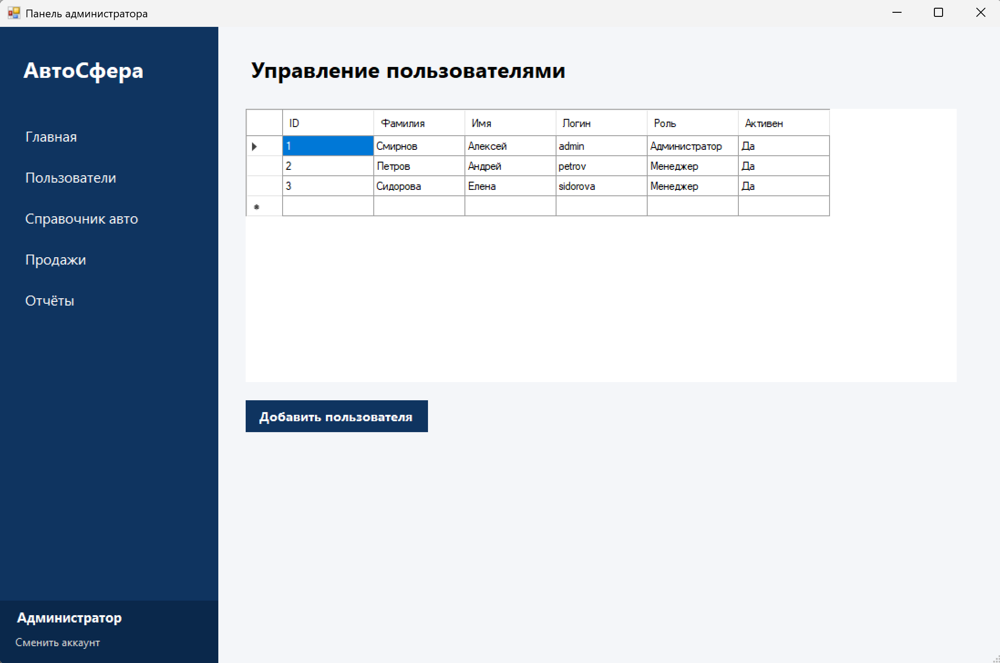 Панель администратора
АвтоСфера
Главная
Пользователи
Справочник авто
Продажи
Отчёты
Администратор
Сменить аккаунт
Управление пользователями
ID Фамилия Имя Логин Роль Активен
1 Смирнов Алексей admin Администратор Да
2 Петров Андрей petrov Менеджер Да
3 Сидорова Елена sidorova Менеджер Да
Добавить пользователя